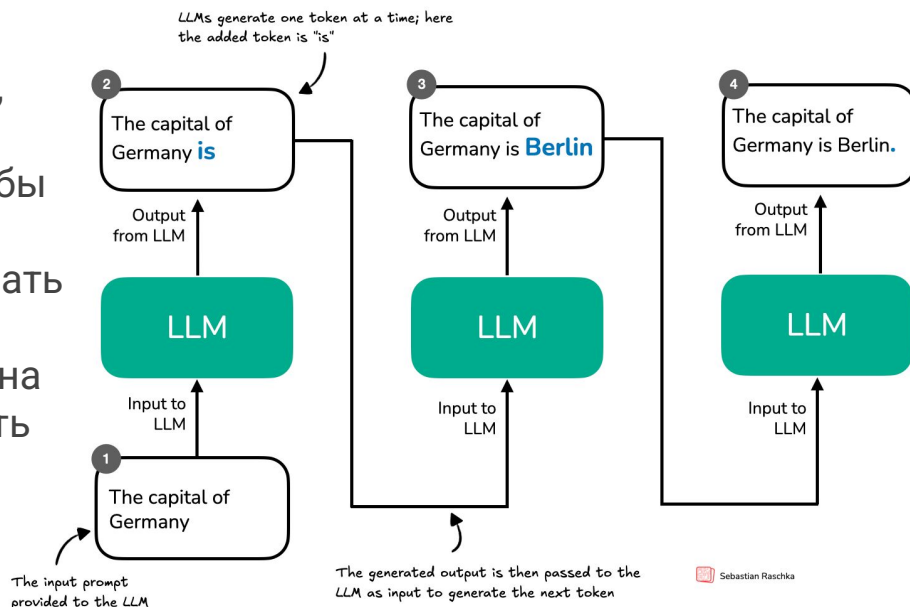 бы
ать
на
ть
LLMs generate one token at a time; here
the added token is "is"
2
The capital of
Germany is
Output
from LLM
LLM
Input to
LLM
1
The capital of
Germany
The input prompt
provided to the LLM
3
The capital of
Germany is Berlin
Output
from LLM
LLM
Input to
LLM
The generated output is then passed to the
LLM as input to generate the next token
4
The capital of
Germany is Berlin.
Output
from LLM
LLM
Input to
LLM
Sebastian Raschka